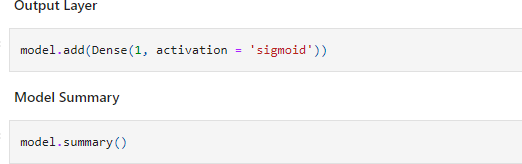 Output Layer
model.add(Dense(1, activation = 'sigmoid'))
Model Summary
model.summary()